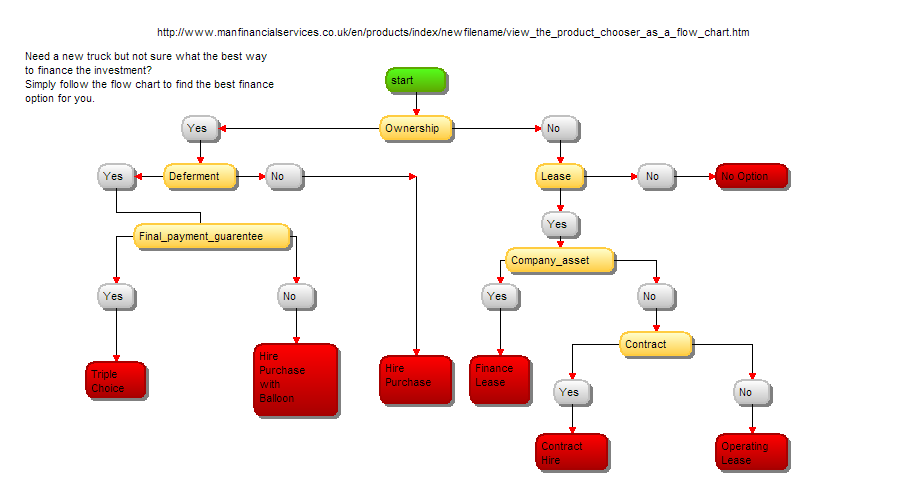 http://www.manfinancialservices.co.uk/en/products/index/newfilename/view_the_product_chooser_as_a_flow_chart.htm
Need a new truck but not sure what the best way
to finance the investment?
Simply follow the flow chart to find the best finance
option for you.
start
Yes
Ownership
No
Yes
Deferment
No
Lease
No
No Option
Yes
Final_payment_guarentee
Company_asset
Yes
No
Yes
No
Contract
Triple
Choice
Hire
Purchase
with
Balloon
Hire
Purchase
Finance
Lease
Yes
No
Contract
Hire
Operating
Lease